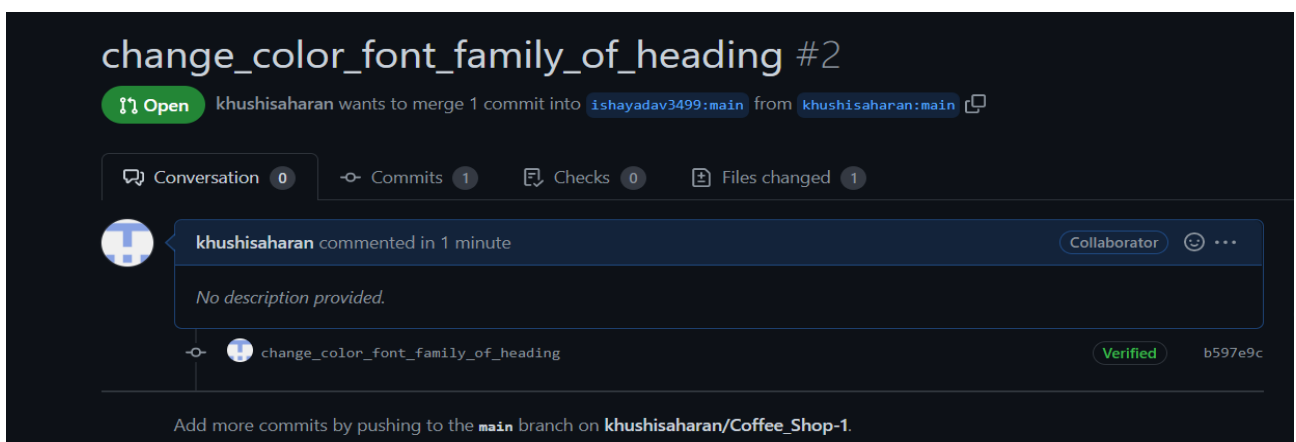 change_color_font_family_of_heading #2
Open khushisaharan wants to merge 1 commit into ishayadav3499:main from khushisaharan:main
Conversation 0 Commits 1 Checks 0 Files changed 1
khushisaharan commented in 1 minute Collaborator
No description provided.
change_color_font_family_of_heading Verified b597e9c
Add more commits by pushing to the main branch on khushisaharan/Coffee_Shop-1.